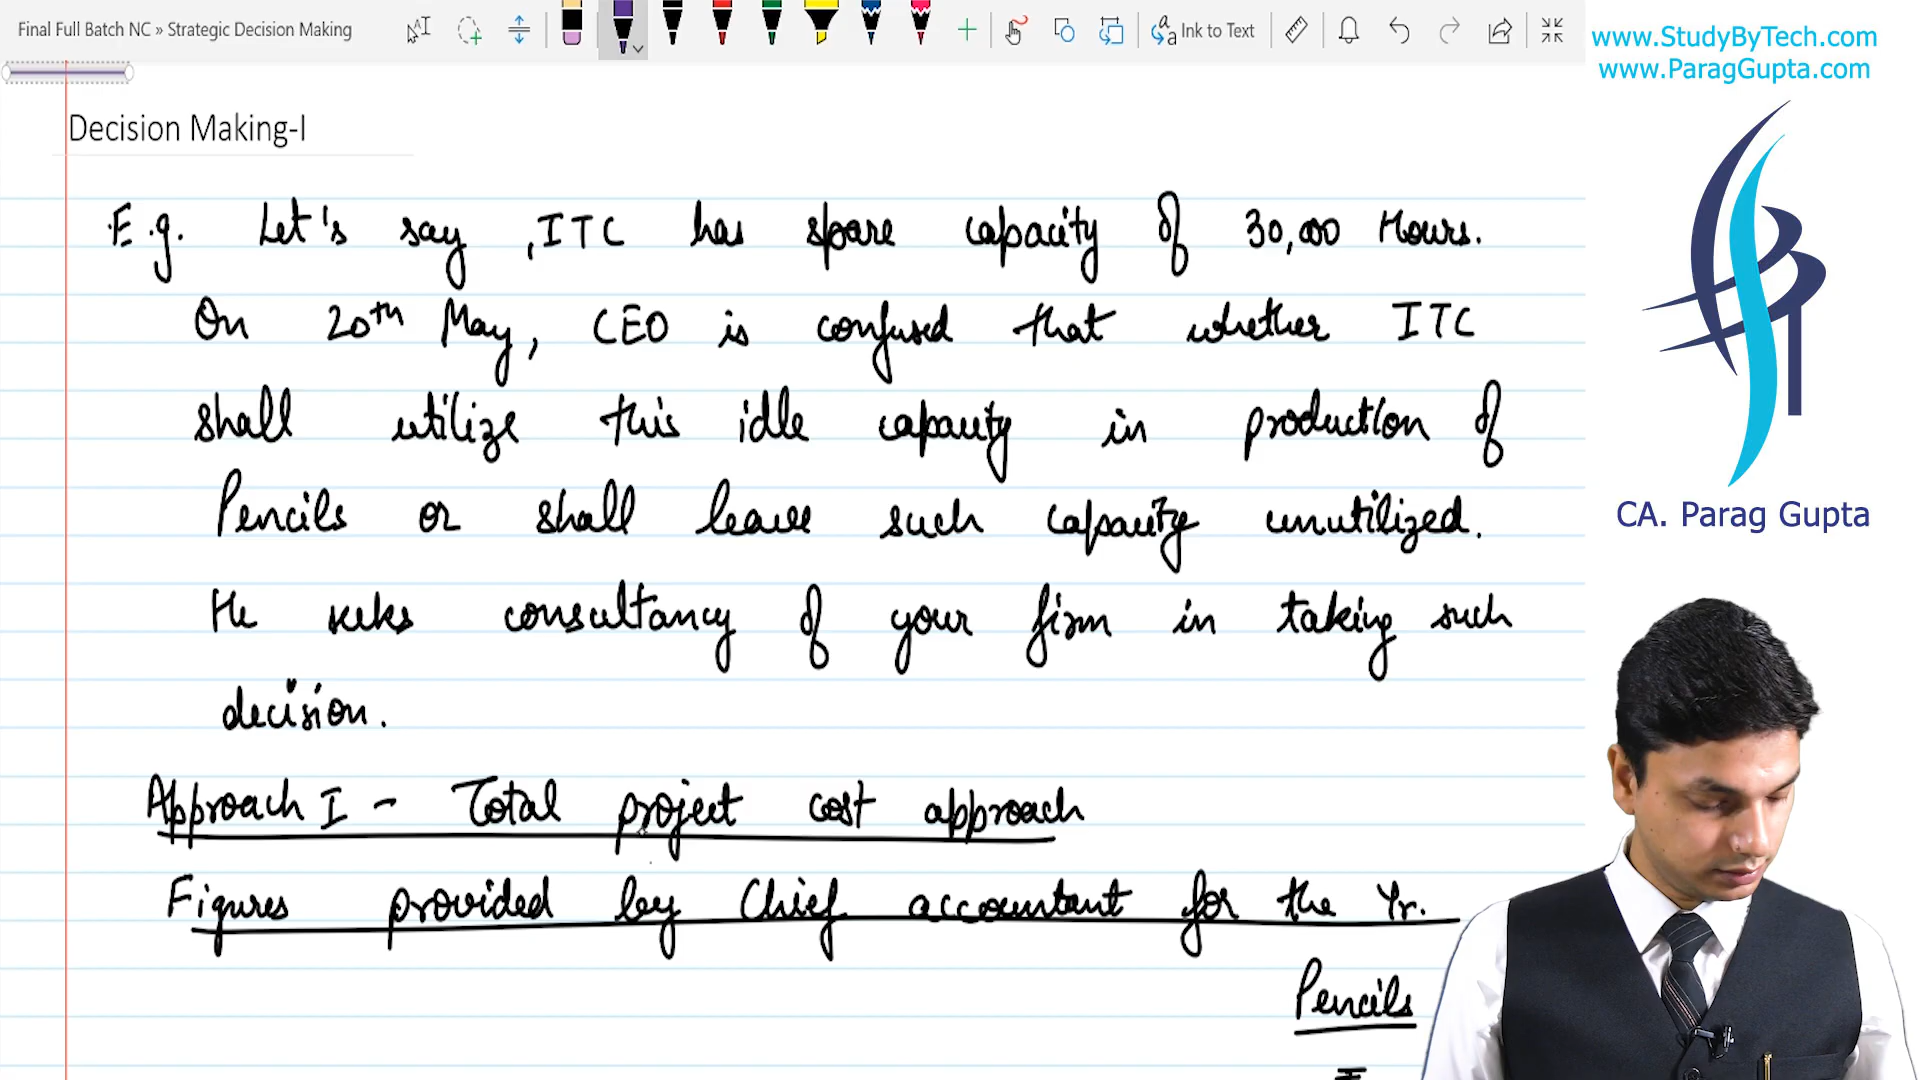 Final Full Batch NC » Strategic Decision Making
Ink to Text
www.StudyByTech.com
www.ParagGupta.com
Decision Making-I
E.g. Let's say, ITC has spare capacity of 30,000 Hours.
On 20th May, CEO is confused that whether ITC
shall utilize this idle capacity in production of
Pencils or shall leave such capacity unutilized.
He seeks consultancy of your firm in taking such
decision.
CA. Parag Gupta
Approach I - Total project cost approach
Figures provided by Chief accountant for the Yr.
Pencils